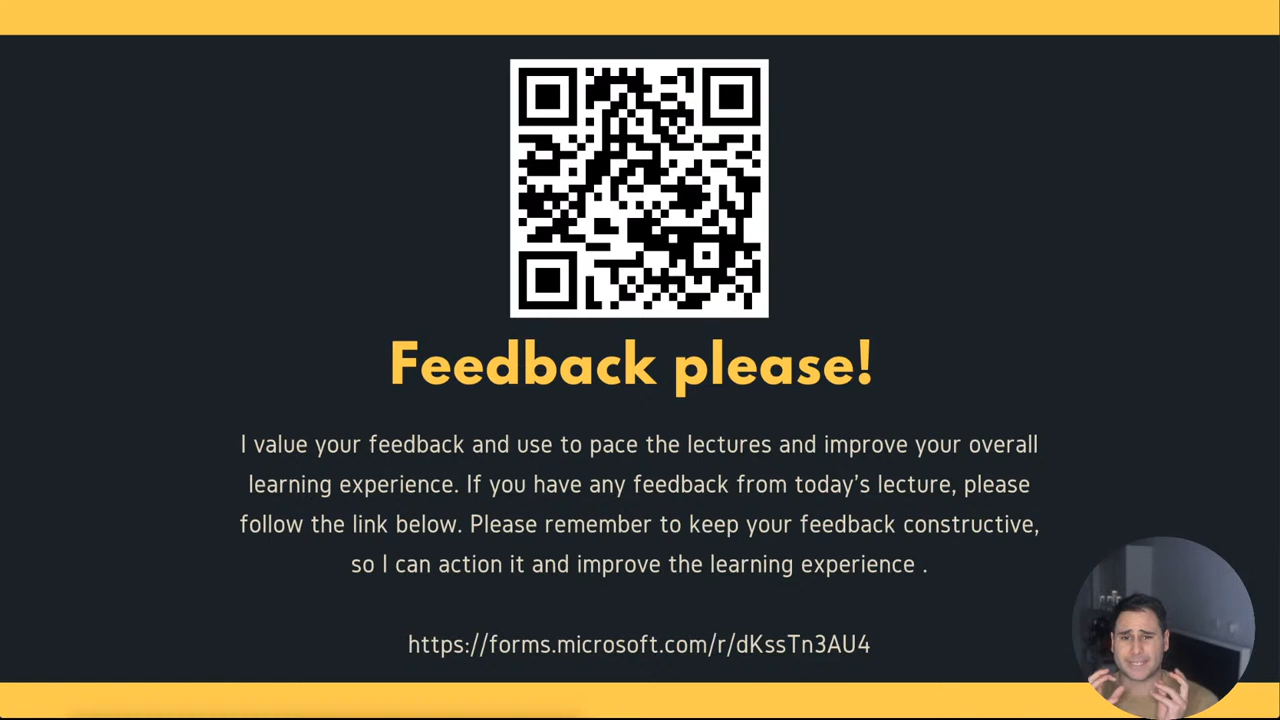 Feedback please!
I value your feedback and use to pace the lectures and improve your overall
learning experience. If you have any feedback from today’s lecture, please
follow the link below. Please remember to keep your feedback constructive,
so I can action it and improve the learning experience .
https://forms.microsoft.com/r/dKssTn3AU4